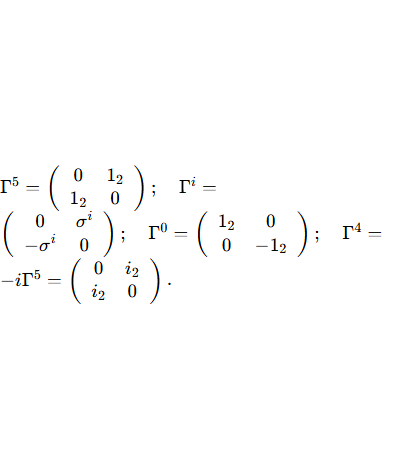 Γ⁵ = ( 0 1₂ ; 1₂ 0 ) ; Γⁱ =
( 0 σⁱ ; −σⁱ 0 ) ; Γ⁰ = ( 1₂ 0 ; 0 −1₂ ) ; Γ⁴ =
−iΓ⁵ = ( 0 i₂ ; i₂ 0 ) .